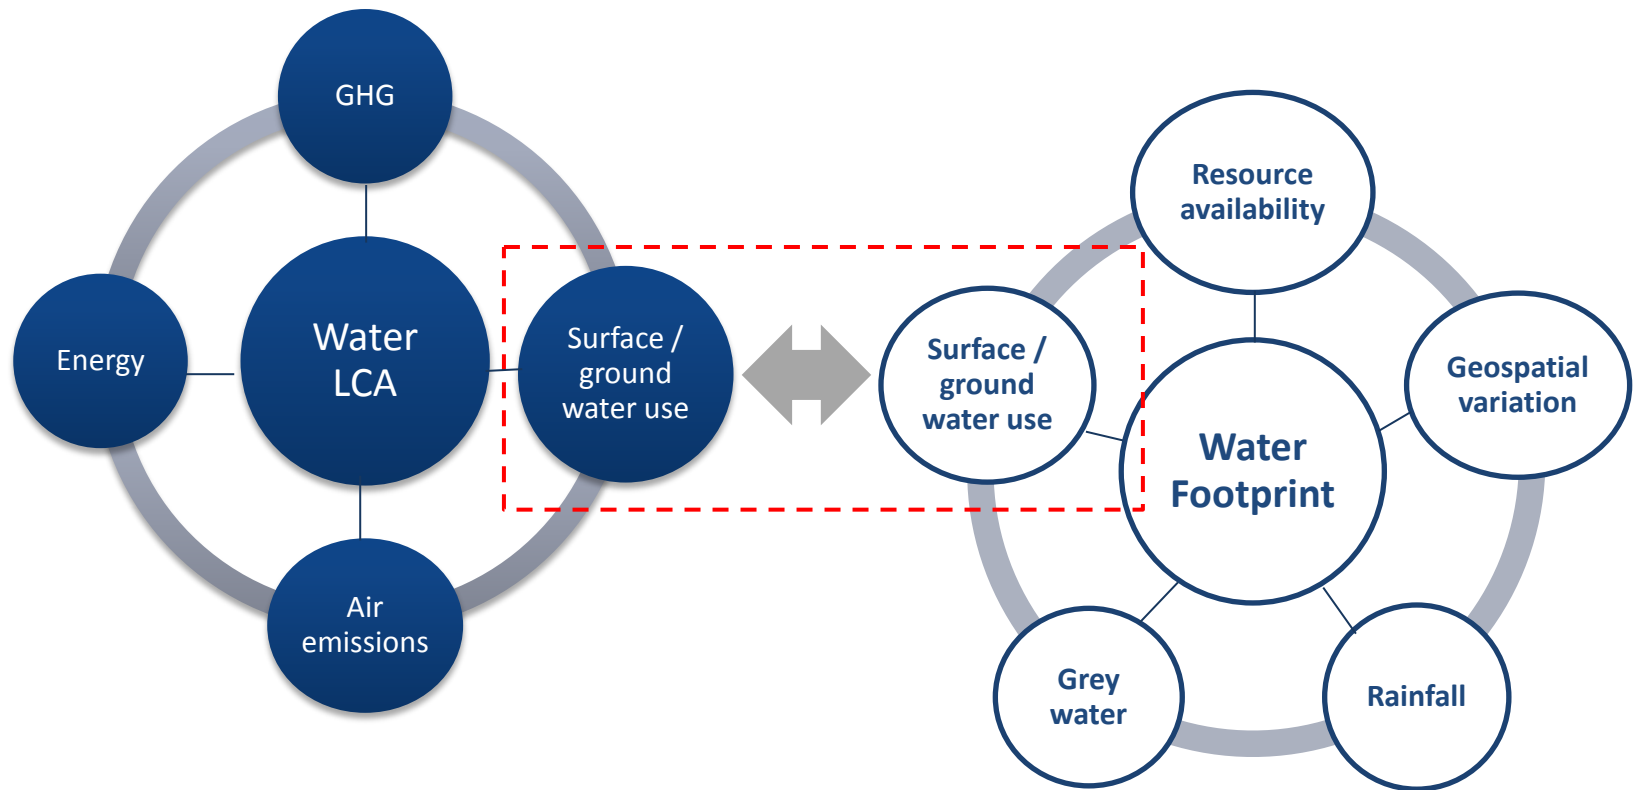 GHG
Energy
Water
LCA
Surface /
ground
water use
Air
emissions
Resource
availability
Surface /
ground
water use
Geospatial
variation
Water
Footprint
Grey
water
Rainfall